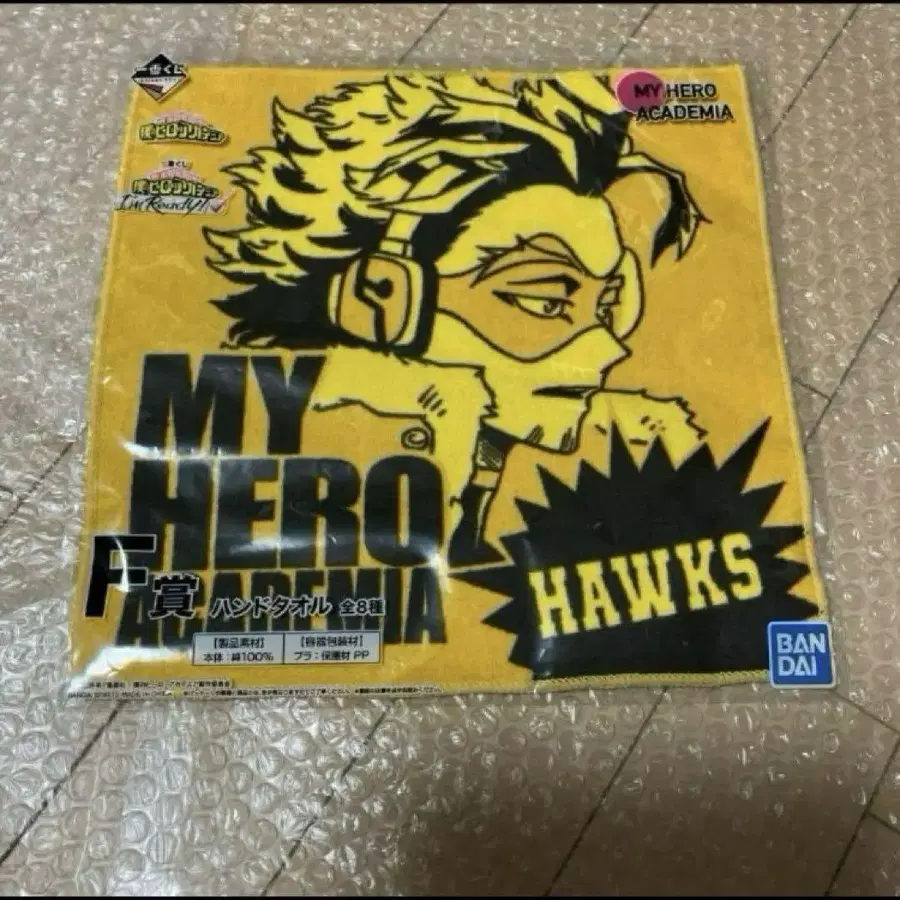 一番くじ
MY HERO
ACADEMIA
僕のヒーローアカデミア
一番くじ
僕のヒーローアカデミア
I'm Ready!
MY
HERO
ACADEMIA
HAWKS
F賞 ハンドタオル 全8種
【製品素材】
本体：綿100%
【容器包装材】
プラ：保護材 PP
BAN
DAI